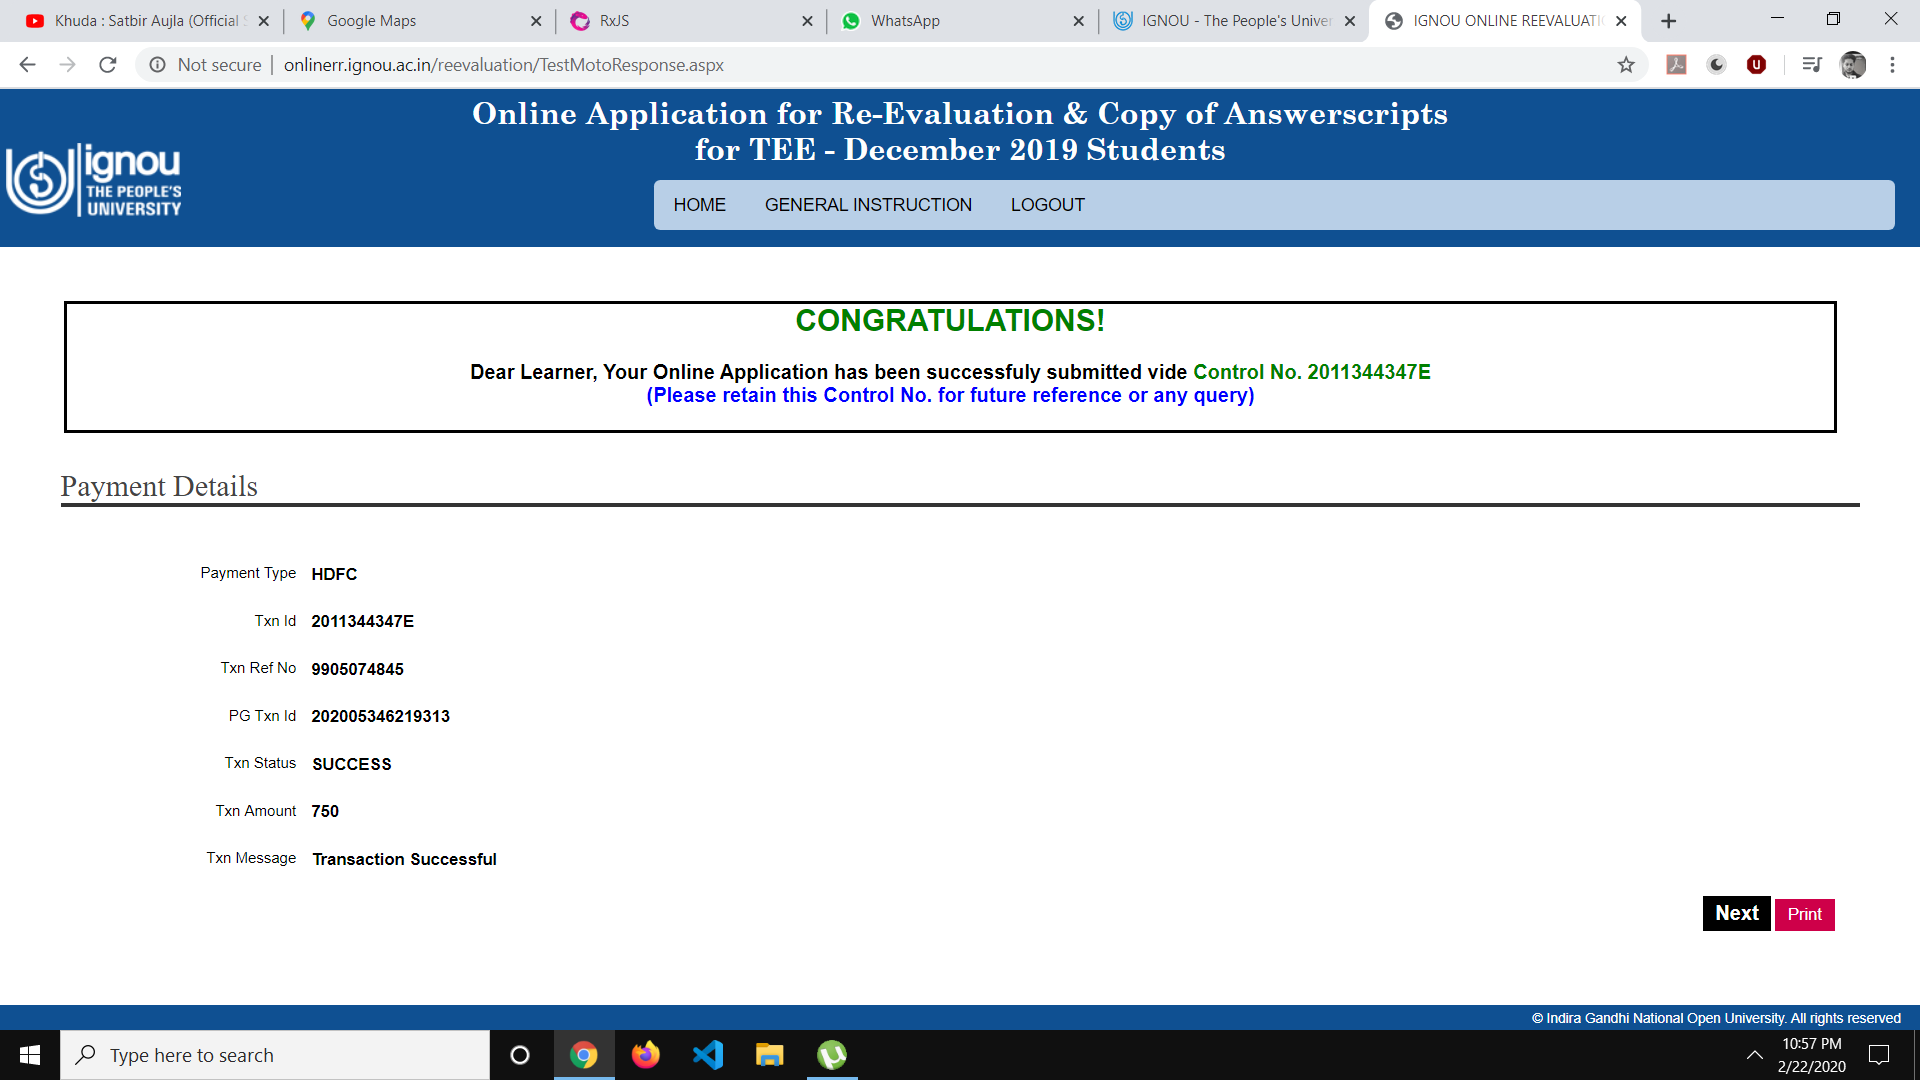 Khuda : Satbir Aujla (Official S
Google Maps
RxJS
WhatsApp
IGNOU - The People's Univer
IGNOU ONLINE REEVALUATIO
Not secure
onlinerr.ignou.ac.in/reevaluation/TestMotoResponse.aspx
Online Application for Re-Evaluation & Copy of Answerscripts
for TEE - December 2019 Students
ignou
THE PEOPLE'S
UNIVERSITY
HOME
GENERAL INSTRUCTION
LOGOUT
CONGRATULATIONS!
Dear Learner, Your Online Application has been successfuly submitted vide Control No. 2011344347E
(Please retain this Control No. for future reference or any query)
Payment Details
Payment Type HDFC
Txn Id 2011344347E
Txn Ref No 9905074845
PG Txn Id 202005346219313
Txn Status SUCCESS
Txn Amount 750
Txn Message Transaction Successful
Next Print
© Indira Gandhi National Open University. All rights reserved
Type here to search
10:57 PM
2/22/2020